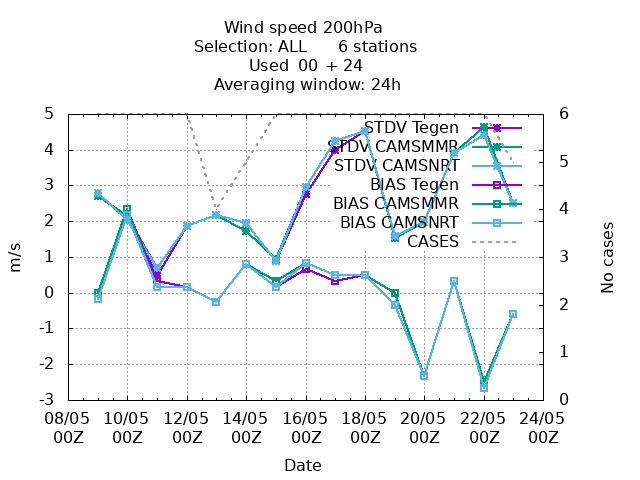 Wind speed 200hPa
Selection: ALL 6 stations
Used 00 + 24
Averaging window: 24h
5 6
STDV Tegen
4 STDV CAMSMMR 5
STDV CAMSNRT
3 BIAS Tegen
BIAS CAMSMMR 4
2 BIAS CAMSNRT
CASES
1 3
0
2
-1
-2 1
-3 0
m/s
No cases
08/05 10/05 12/05 14/05 16/05 18/05 20/05 22/05 24/05
00Z 00Z 00Z 00Z 00Z 00Z 00Z 00Z 00Z
Date